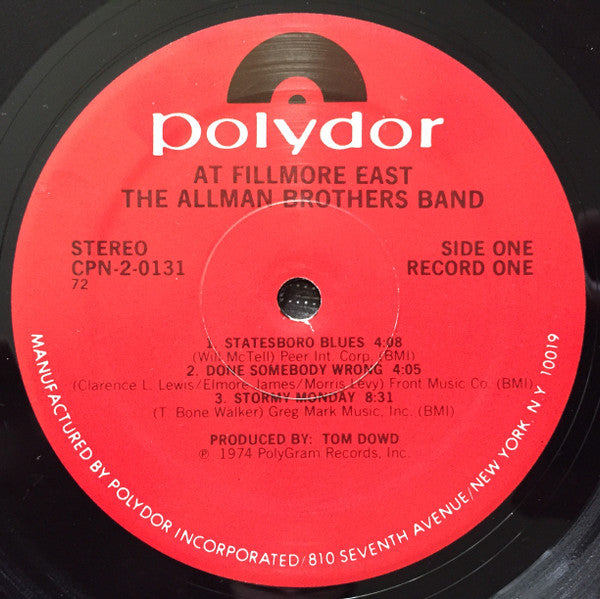 polydor
AT FILLMORE EAST
THE ALLMAN BROTHERS BAND
STEREO
CPN-2-0131
72
SIDE ONE
RECORD ONE
1. STATESBORO BLUES 4:08
(Will McTell) Peer Int. Corp. (BMI)
2. DONE SOMEBODY WRONG 4:05
(Clarence L. Lewis/Elmore James/Morris Levy) Front Music Co. (BMI)
3. STORMY MONDAY 8:31
(T. Bone Walker) Greg Mark Music, Inc. (BMI)
PRODUCED BY: TOM DOWD
℗ 1974 PolyGram Records, Inc.
MANUFACTURED BY POLYDOR INCORPORATED/810 SEVENTH AVENUE/NEW YORK. N Y 10019